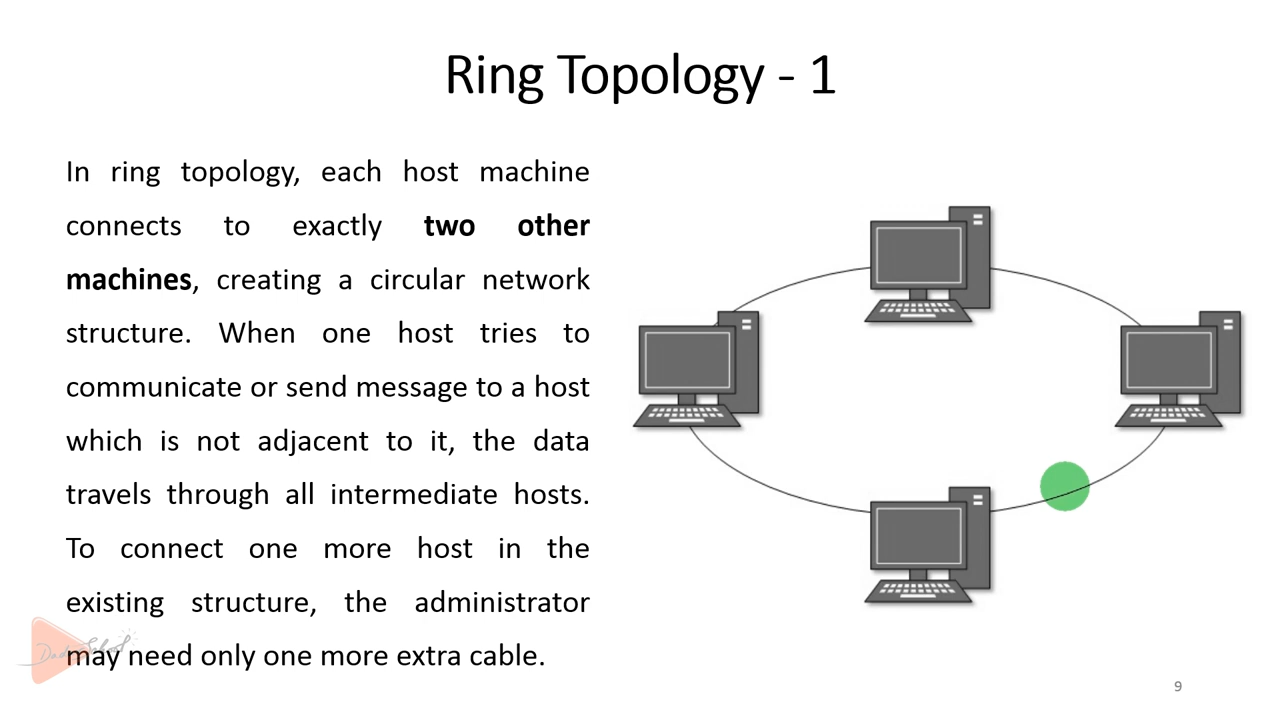 Ring Topology - 1
In ring topology, each host machine
connects to exactly two other
machines, creating a circular network
structure. When one host tries to
communicate or send message to a host
which is not adjacent to it, the data
travels through all intermediate hosts.
To connect one more host in the
existing structure, the administrator
may need only one more extra cable.
9